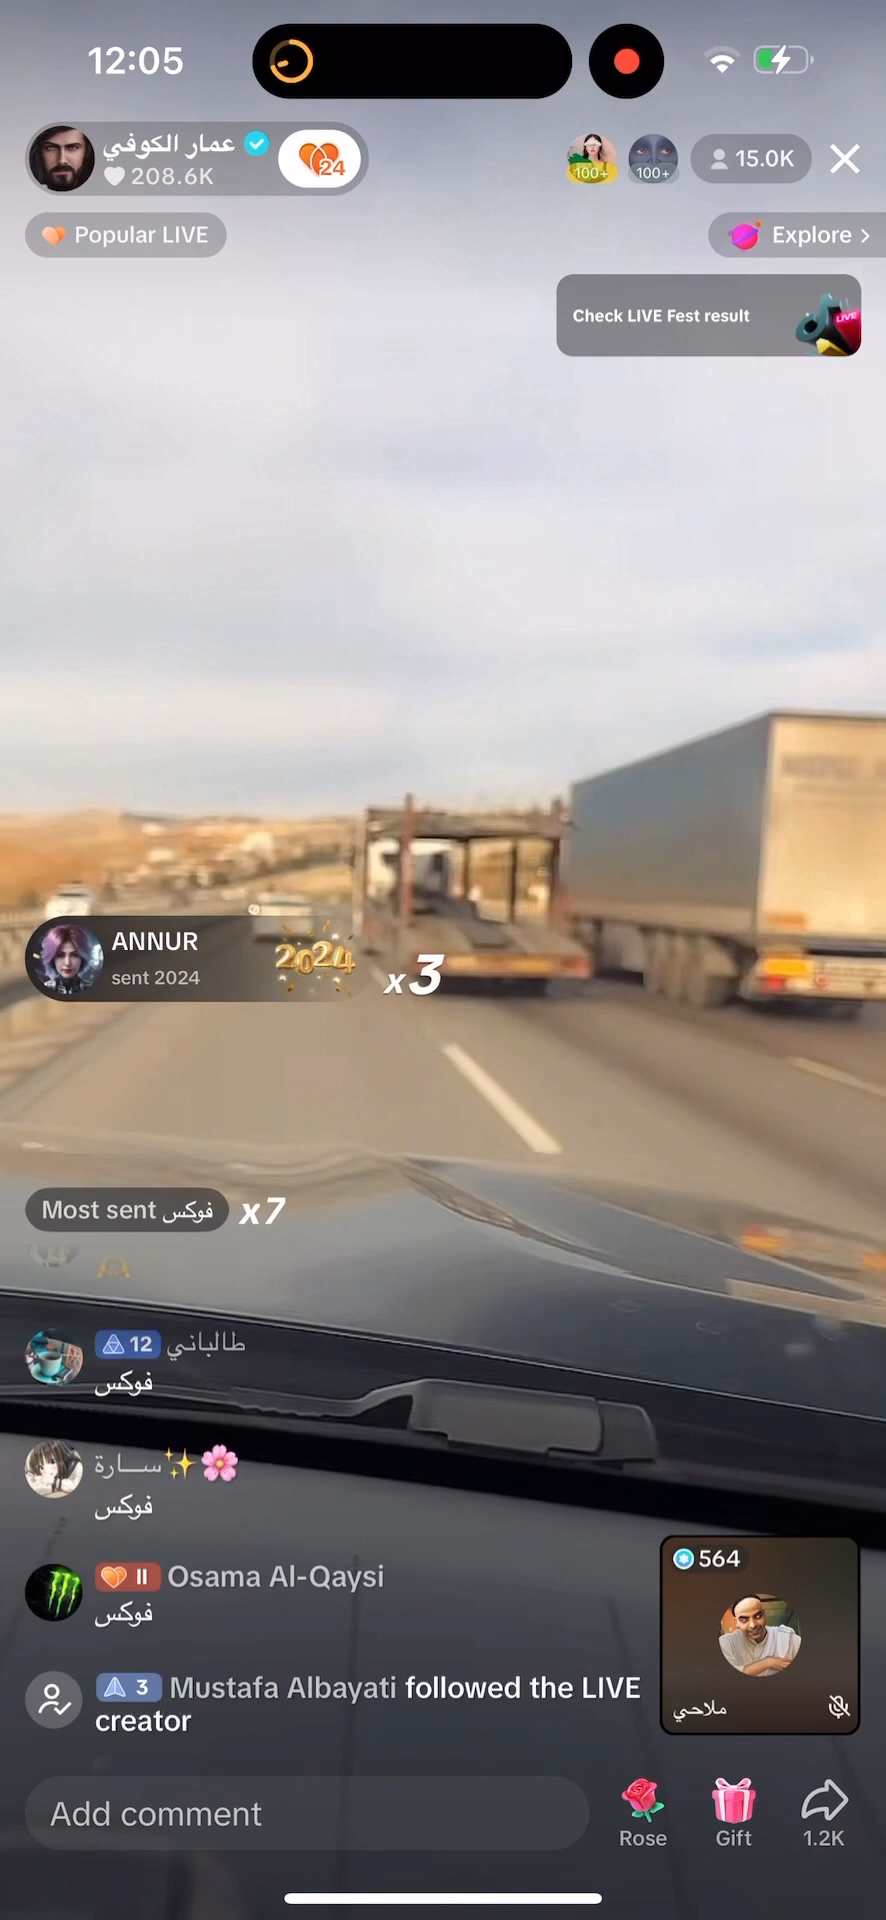 12:05
عمار الكوفي
208.6K
24
100+
100+
15.0K
Popular LIVE
Explore
Check LIVE Fest result
LIVE
ANNUR
sent 2024
2024
x3
Most sent فوكس x7
12 طالباني
فوكس
ســارة✨🌸
فوكس
II Osama Al-Qaysi
فوكس
564
3 Mustafa Albayati followed the LIVE
creator
ملاحي
Add comment
Rose
Gift
1.2K